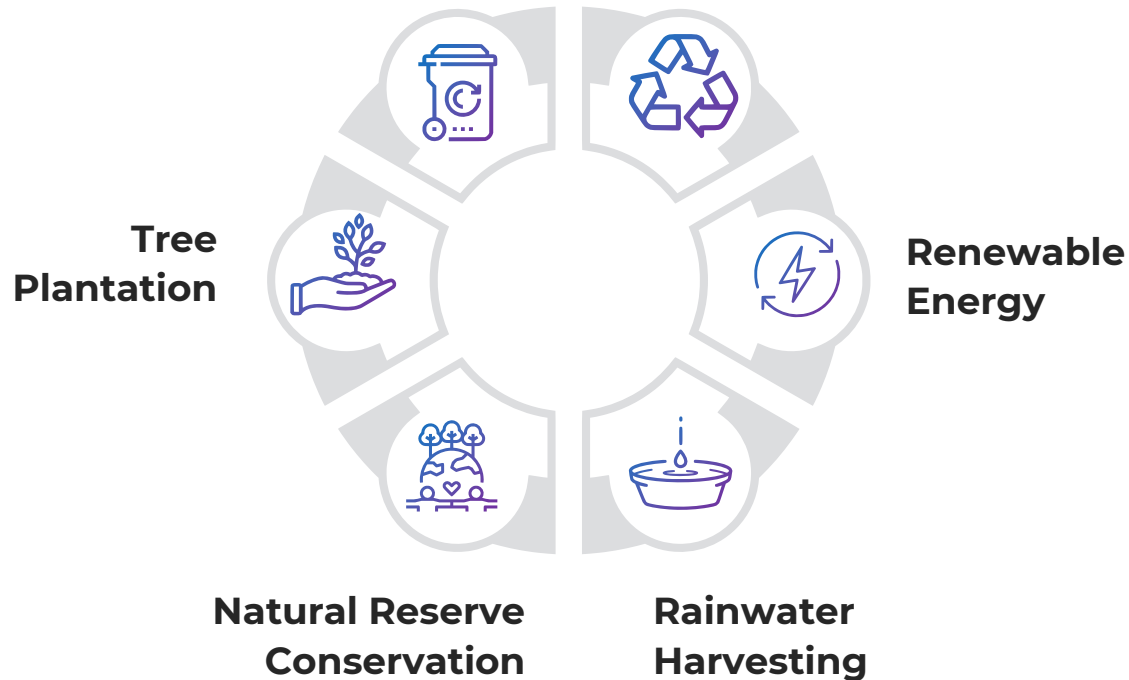 Tree
Plantation
Renewable
Energy
Natural Reserve
Conservation
Rainwater
Harvesting